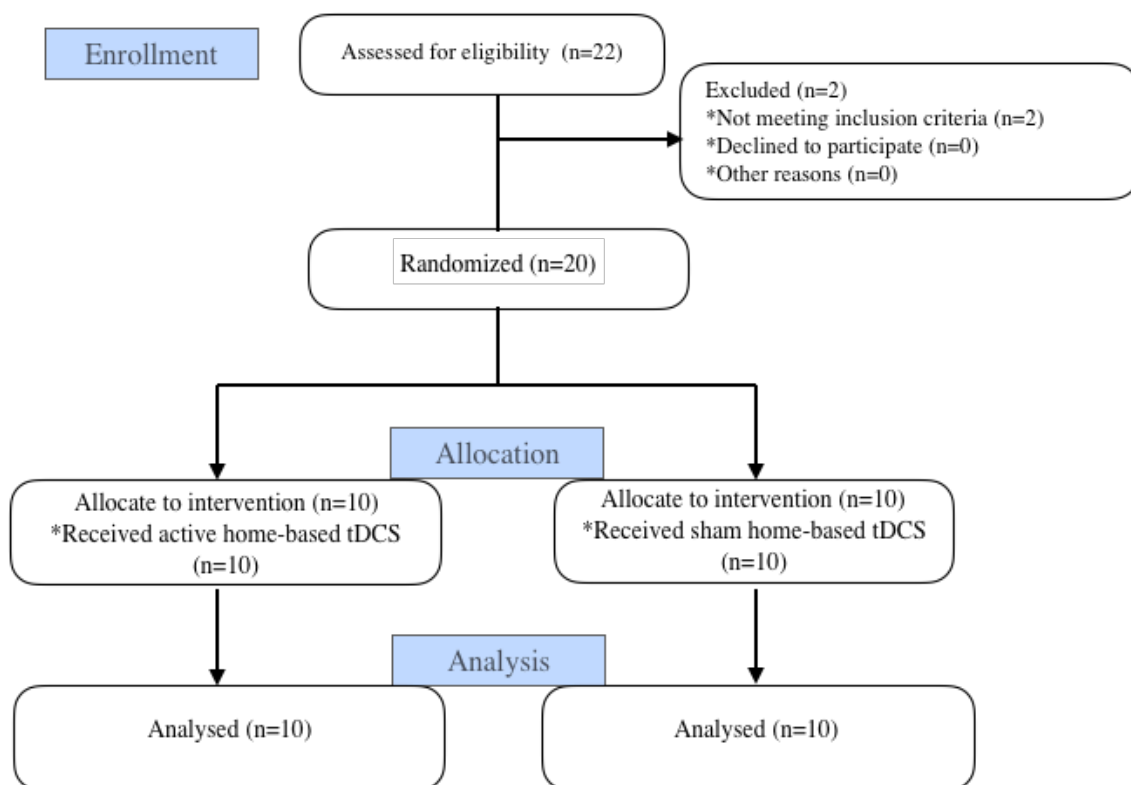 Enrollment
Assessed for eligibility (n=22)
Excluded (n=2)
*Not meeting inclusion criteria (n=2)
*Declined to participate (n=0)
*Other reasons (n=0)
Randomized (n=20)
Allocation
Allocate to intervention (n=10)
*Received active home-based tDCS
(n=10)
Allocate to intervention (n=10)
*Received sham home-based tDCS
(n=10)
Analysis
Analysed (n=10)
Analysed (n=10)